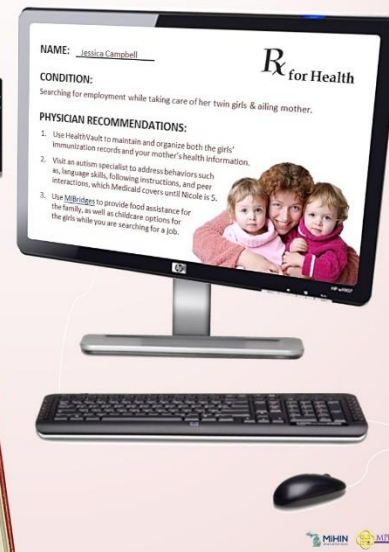 NAME: Jessica Campbell
Rx for Health
CONDITION:
Searching for employment while taking care of her twin girls & ailing mother.
PHYSICIAN RECOMMENDATIONS:
1. Use HealthVault to maintain and organize both the girls'
immunization records and your mother's health information.
2. Visit an autism specialist to address behaviors such
as, language skills, following instructions, and peer
interactions, which Medicaid covers until Nicole is 5.
3. Use MIBridges to provide food assistance for
the family, as well as childcare options for
the girls while you are searching for a job.
hp
MiHIN